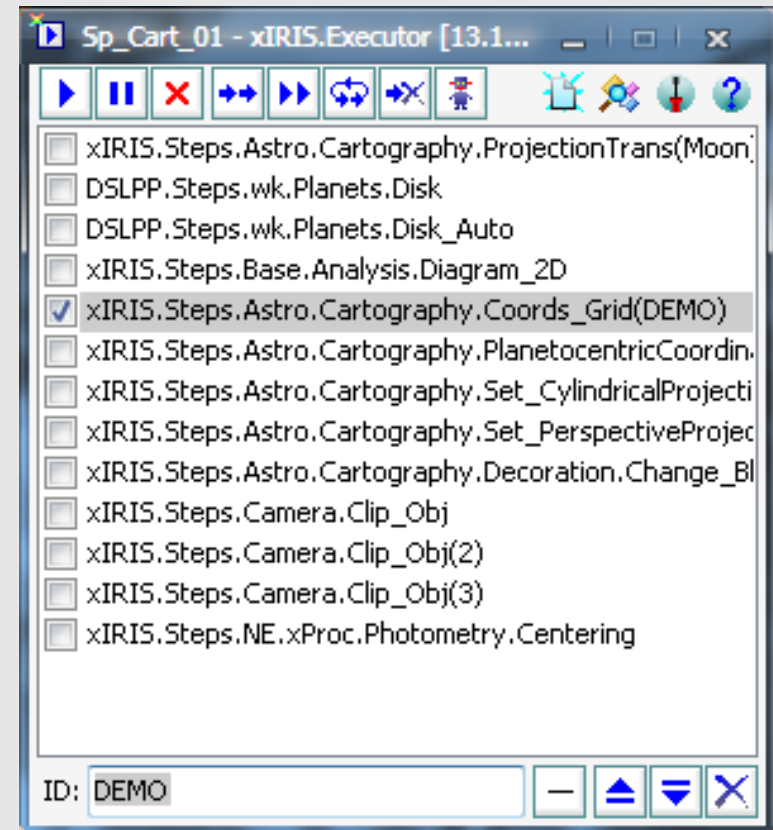 Sp_Cart_01 - xIRIS.Executor [13.1...
xIRIS.Steps.Astro.Cartography.ProjectionTrans(Moon)
DSLPP.Steps.wk.Planets.Disk
DSLPP.Steps.wk.Planets.Disk_Auto
xIRIS.Steps.Base.Analysis.Diagram_2D
xIRIS.Steps.Astro.Cartography.Coords_Grid(DEMO)
xIRIS.Steps.Astro.Cartography.PlanetocentricCoordin
xIRIS.Steps.Astro.Cartography.Set_CylindricalProjecti
xIRIS.Steps.Astro.Cartography.Set_PerspectiveProjec
xIRIS.Steps.Astro.Cartography.Decoration.Change_Bl
xIRIS.Steps.Camera.Clip_Obj
xIRIS.Steps.Camera.Clip_Obj(2)
xIRIS.Steps.Camera.Clip_Obj(3)
xIRIS.Steps.NE.xProc.Photometry.Centering
ID: DEMO